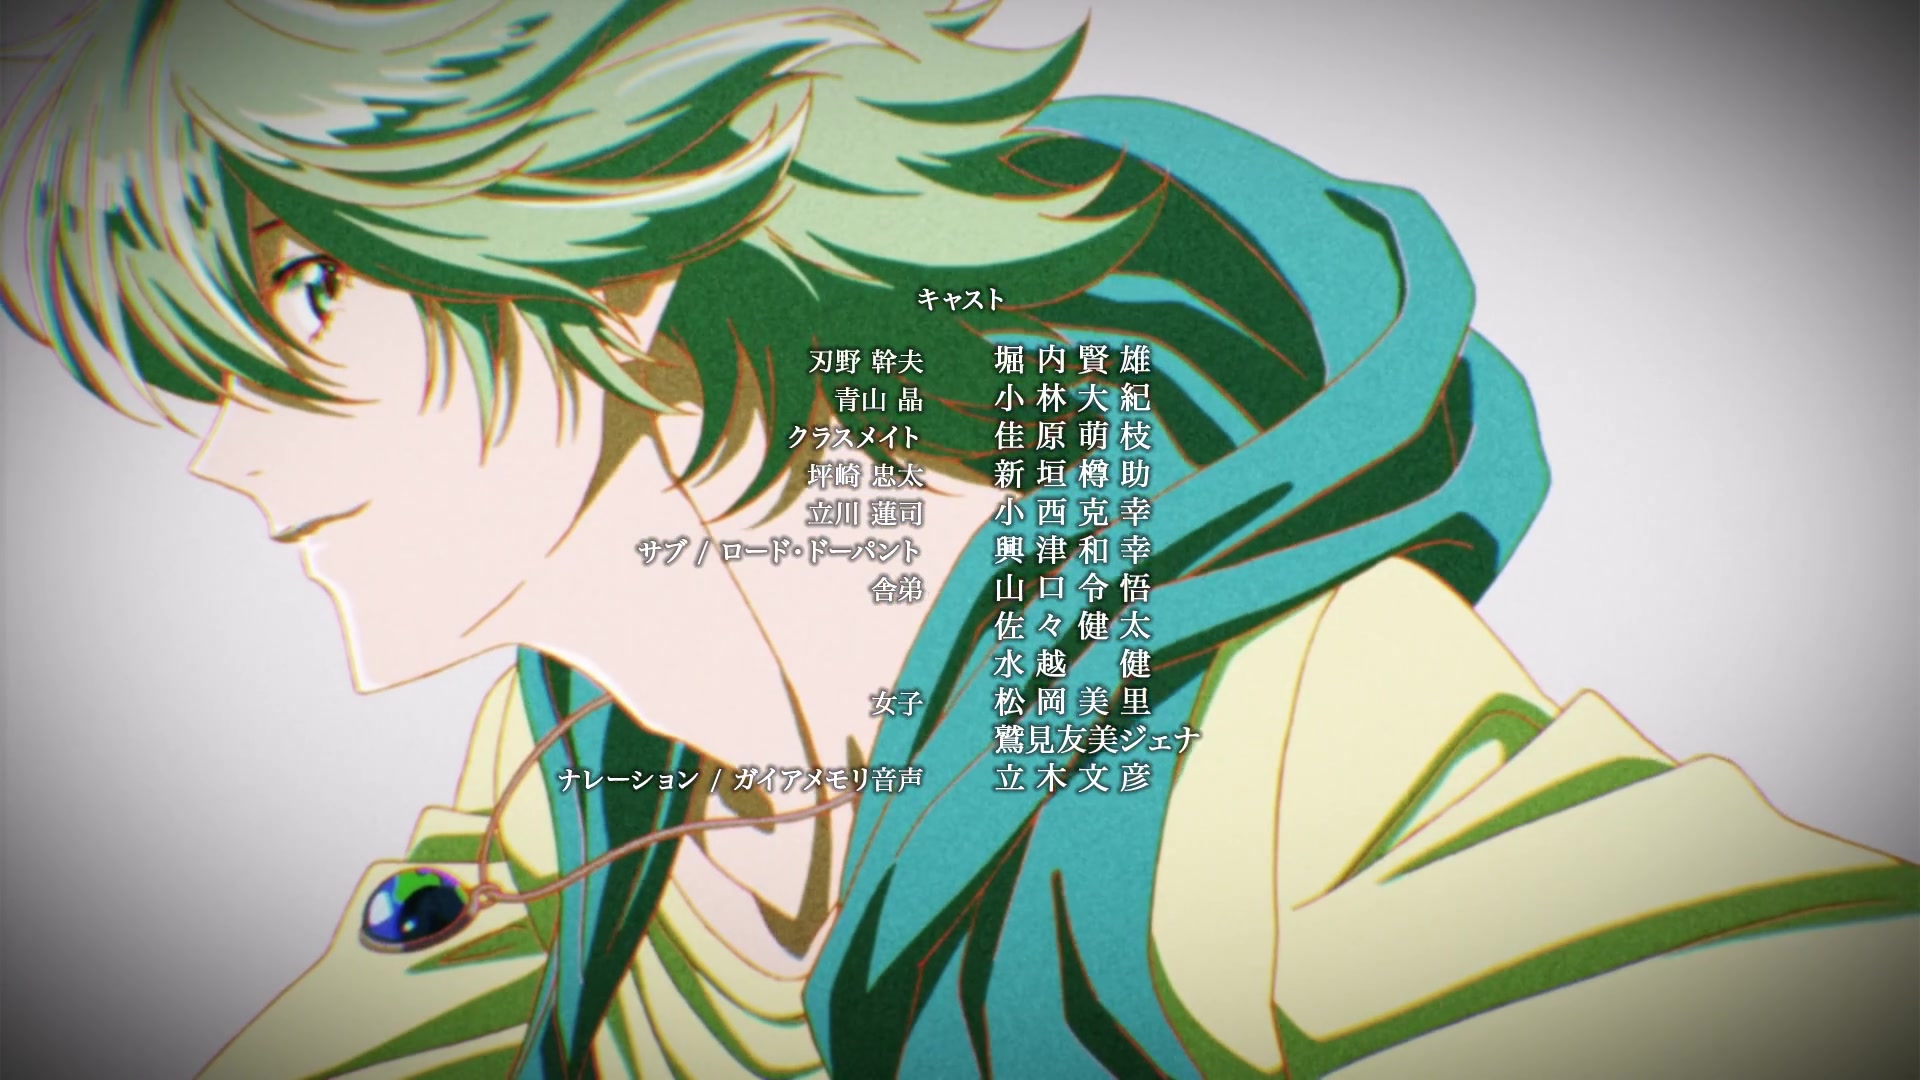 キャスト
刃野 幹夫 堀内賢雄
青山 晶 小林大紀
クラスメイト 佳原萌枝
坪崎 忠太 新垣樽助
立川 蓮司 小西克幸
サブ / ロード・ドーパント 興津和幸
舎弟 山口令悟
佐々健太
水越 健
女子 松岡美里
鷲見友美ジェナ
ナレーション / ガイアメモリ音声 立木文彦